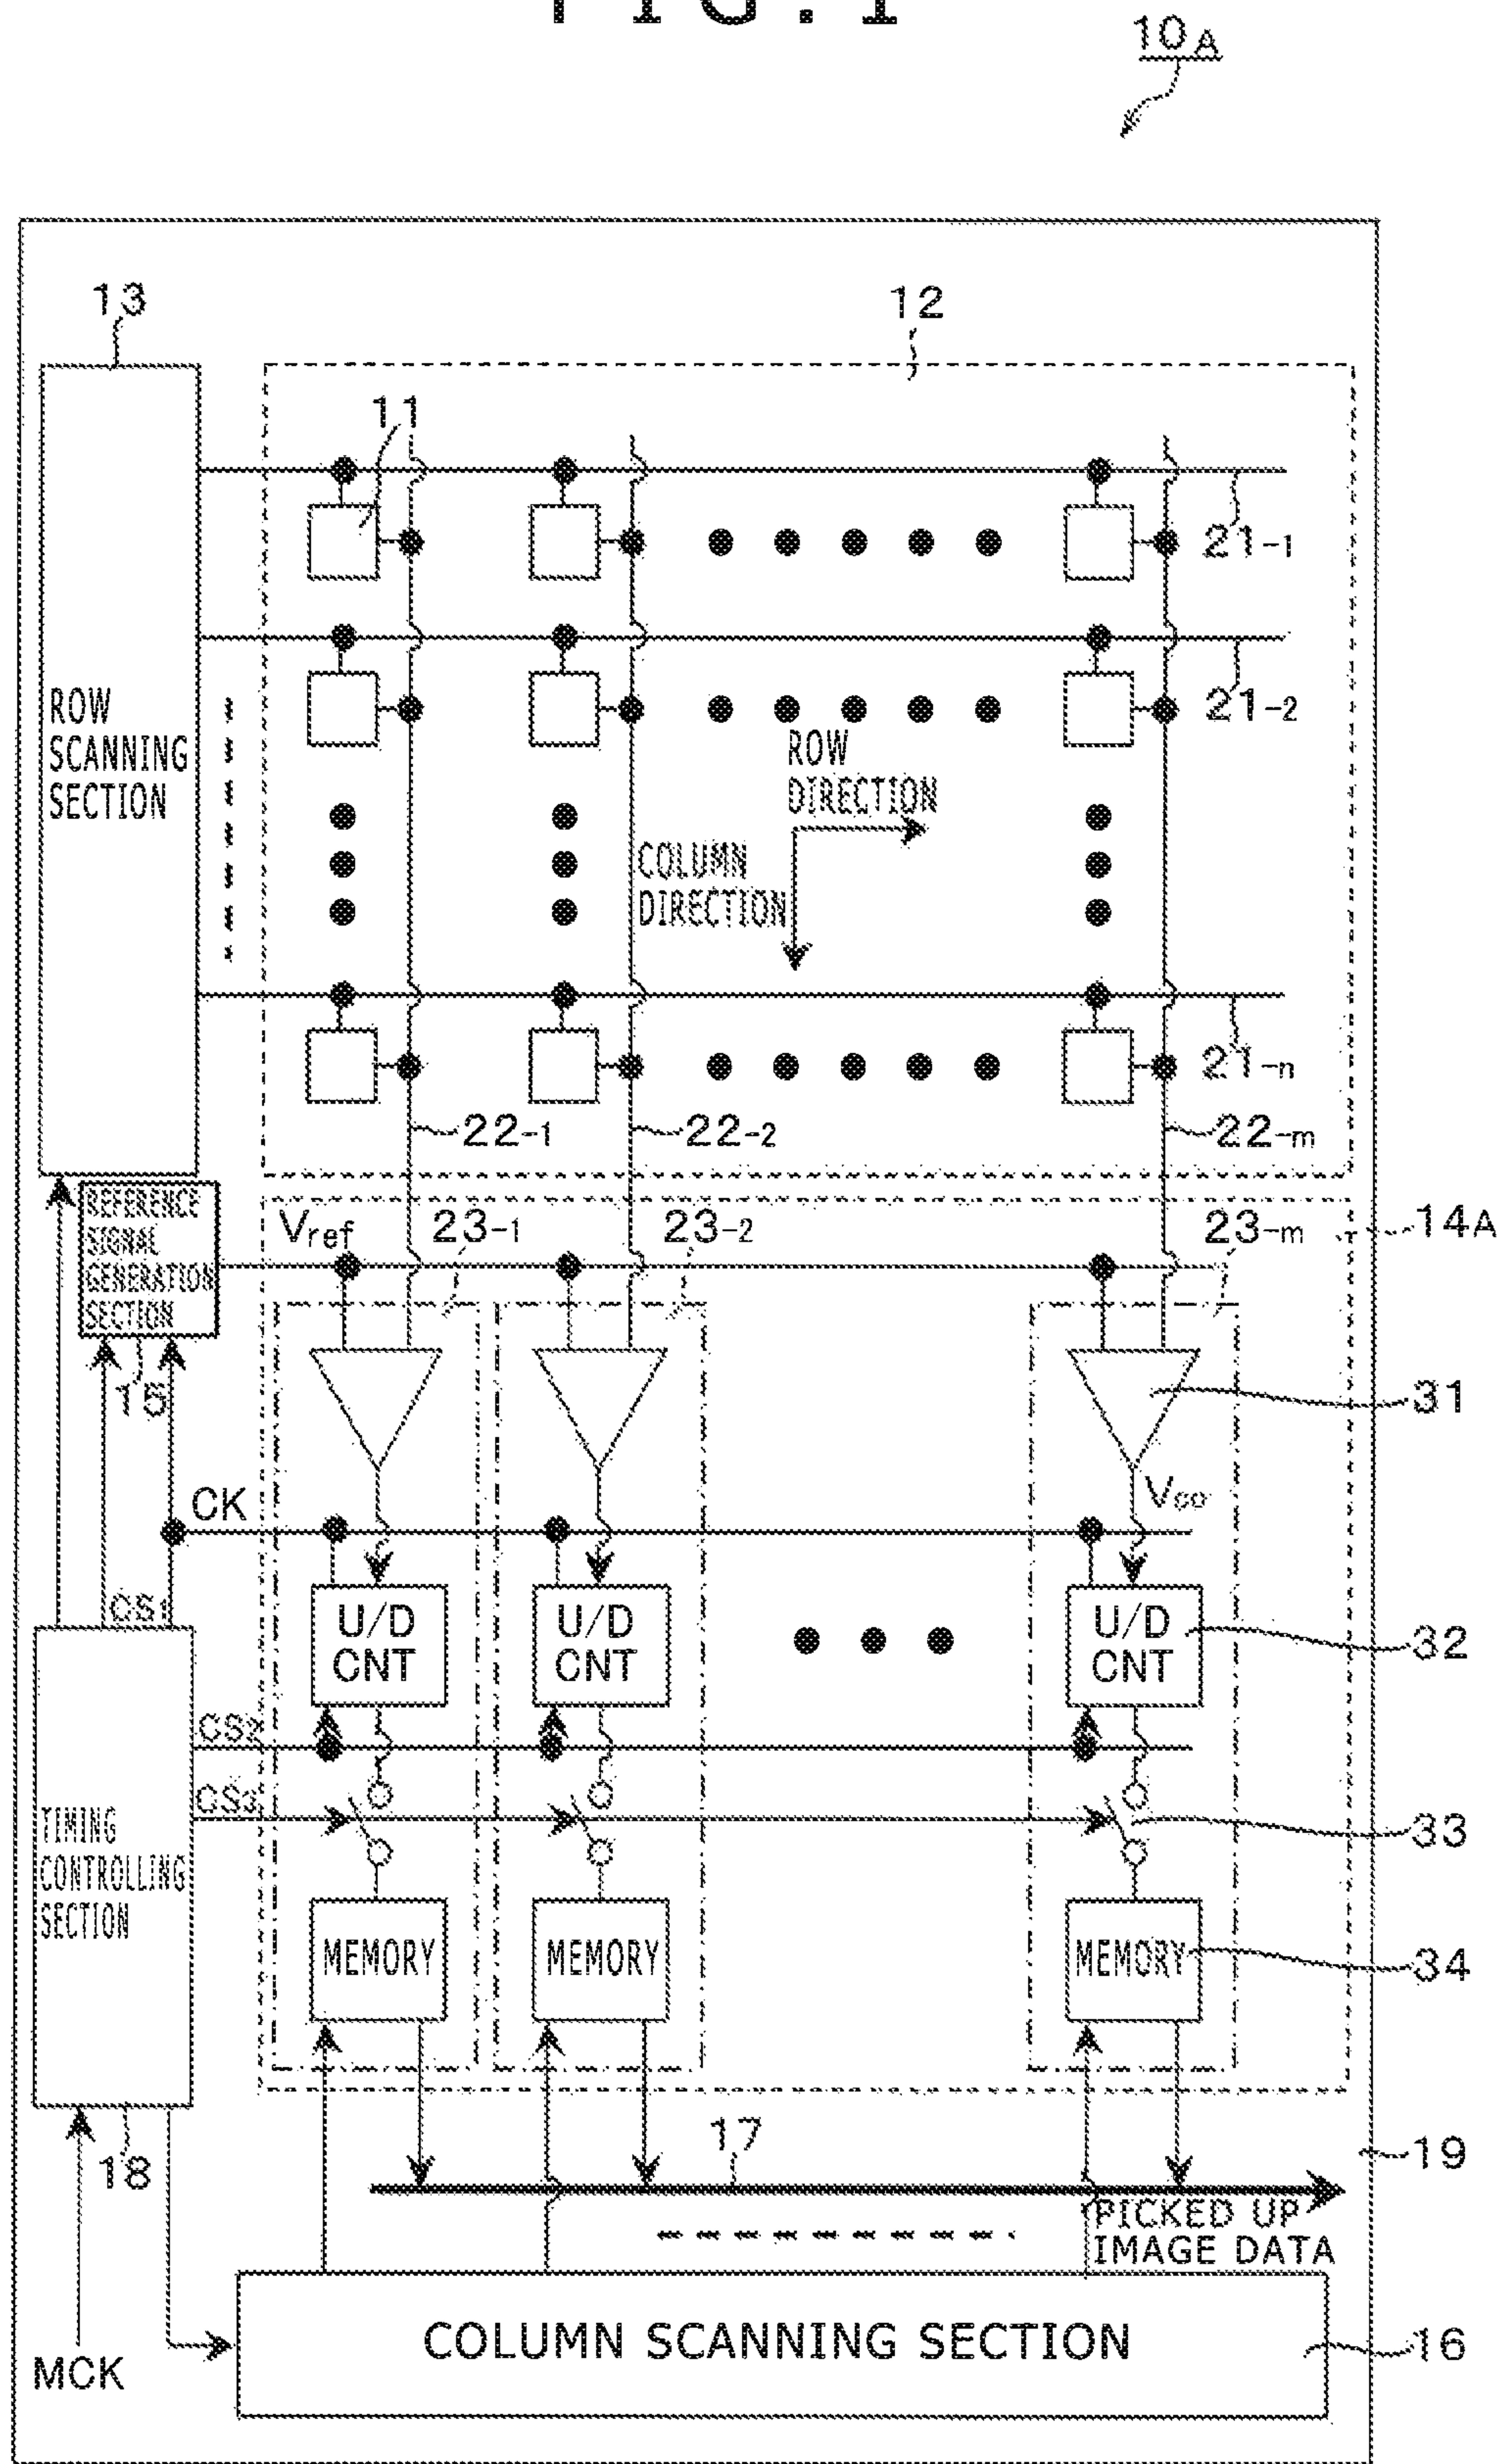 FIG.1
10A
13
12
11
21-1
21-2
ROW
SCANNING
SECTION
ROW
DIRECTION
COLUMN
DIRECTION
21-n
22-1
22-2
22-m
REFERENCE
SIGNAL
GENERATION
SECTION
Vref
23-1
23-2
23-m
14A
15
31
CK
Vco
CS1
U/D
CNT
U/D
CNT
U/D
CNT
32
CS2
CS3
33
TIMING
CONTROLLING
SECTION
MEMORY
MEMORY
MEMORY
34
18
17
19
PICKED UP
IMAGE DATA
MCK
COLUMN SCANNING SECTION
16